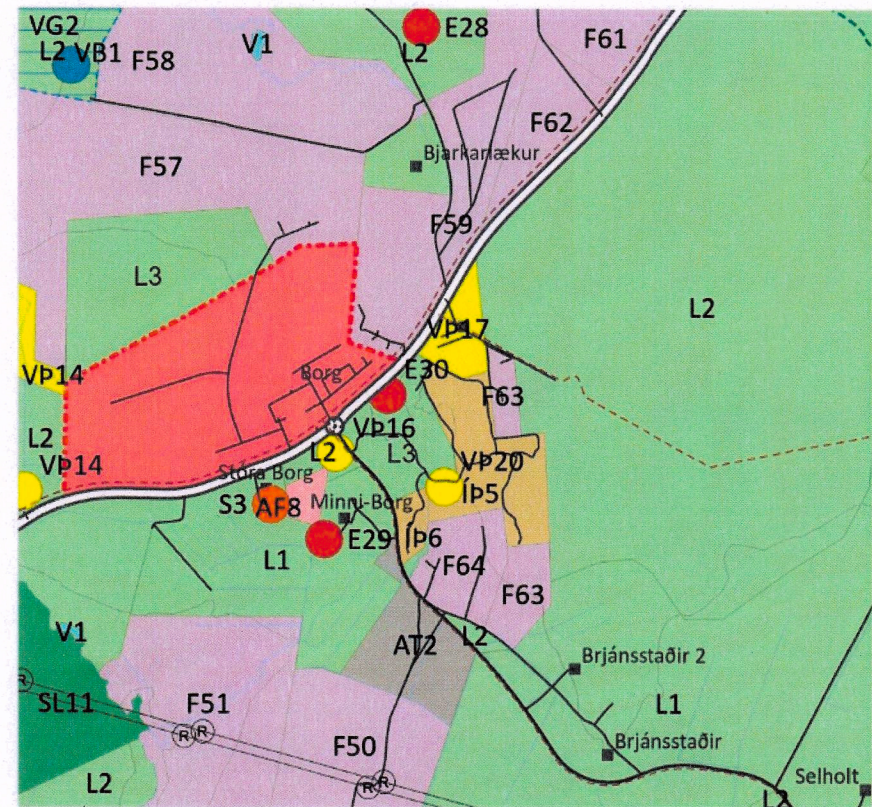 VG2
L2 VB1
F58
V1
L2
E28
F61
F62
Bjarkarlækur
F57
F59
L3
L2
VÞ17
VÞ14
Borg
E30
F63
L2
VÞ16
L2
L3
VÞ20
VÞ14
Stóra Borg
ÍÞ5
S3
AF8
Minni-Borg
E29
ÍÞ6
L1
F64
F63
V1
AT2
L2
Brjánsstaðir 2
SL11
F51
L1
R
R
R
F50
Brjánsstaðir
R
R
L2
Selholt
L2